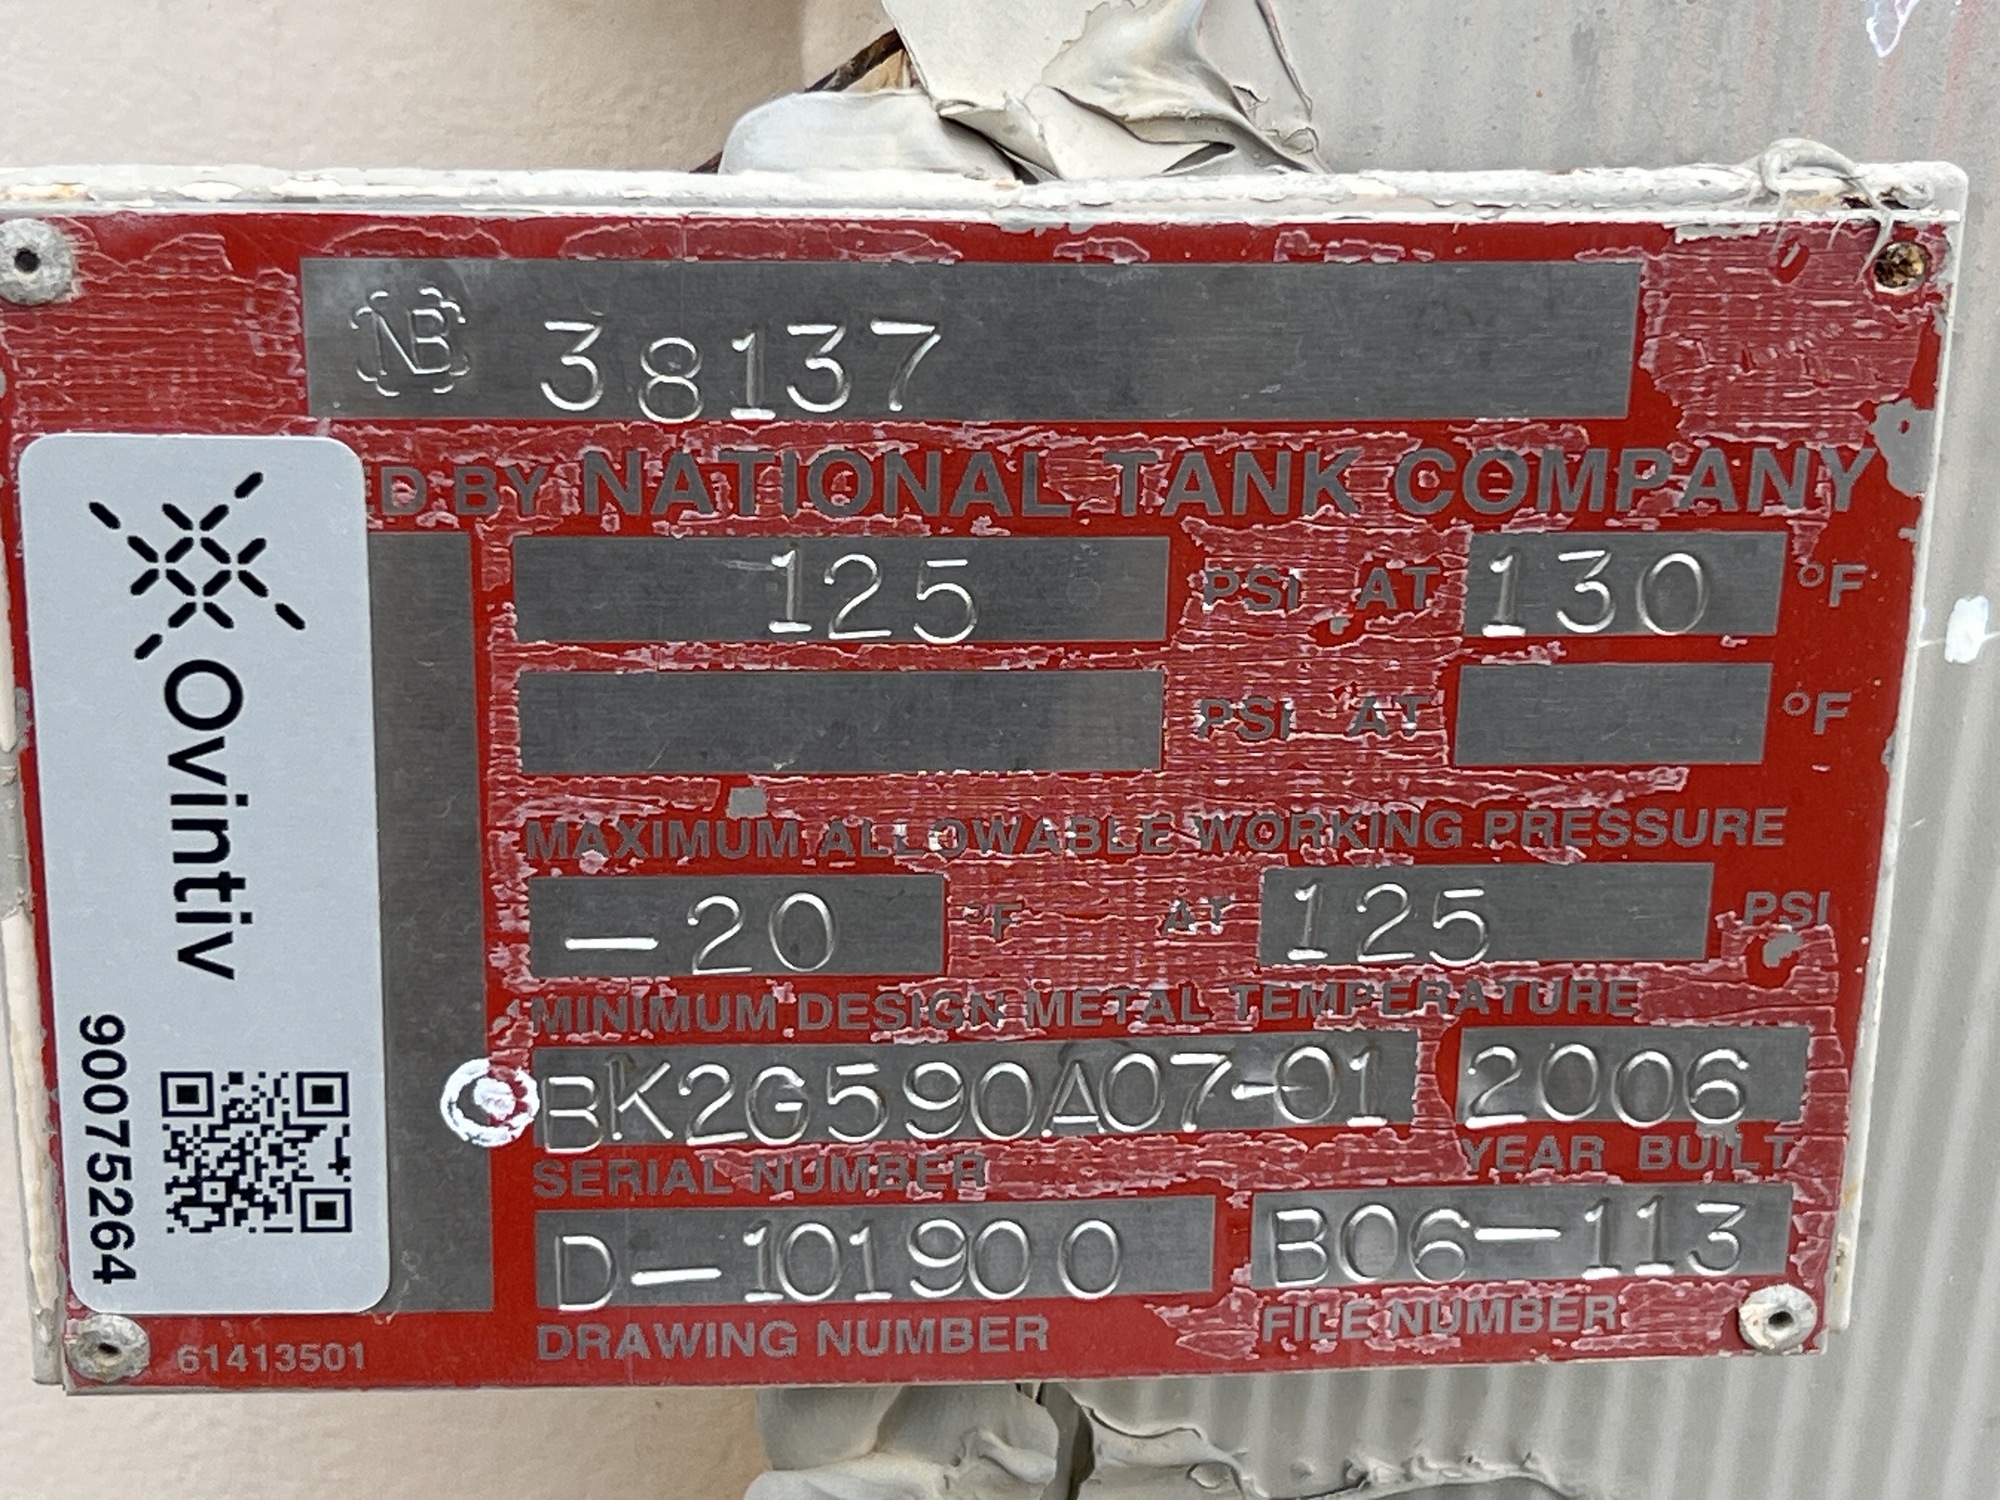 NB 38137
ED BY NATIONAL TANK COMPANY
125 PSI AT 130 °F
PSI AT °F
MAXIMUM ALLOWABLE WORKING PRESSURE
-20 °F AT 125 PSI
MINIMUM DESIGN METAL TEMPERATURE
BK2G590A07-01 2006
SERIAL NUMBER YEAR BUILT
D-101900 B06-113
DRAWING NUMBER FILE NUMBER
61413501
Ovintiv
90075264